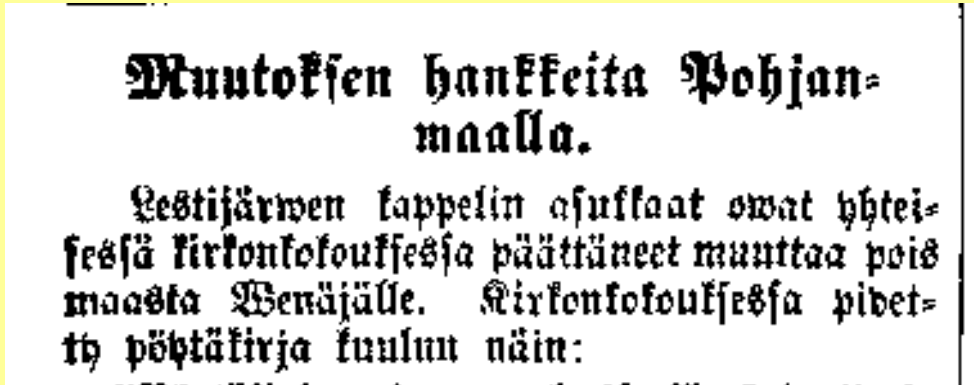 Muutoksen hankkeita Pohjan-
maalla.
Lestijärwen kappelin asukkaat owat yhtei-
sessä kirkonkokouksessa päättäneet muuttaa pois
maasta Wenäjälle. Kirkonkokouksessa pidet-
ty pöytäkirja kuuluu näin: